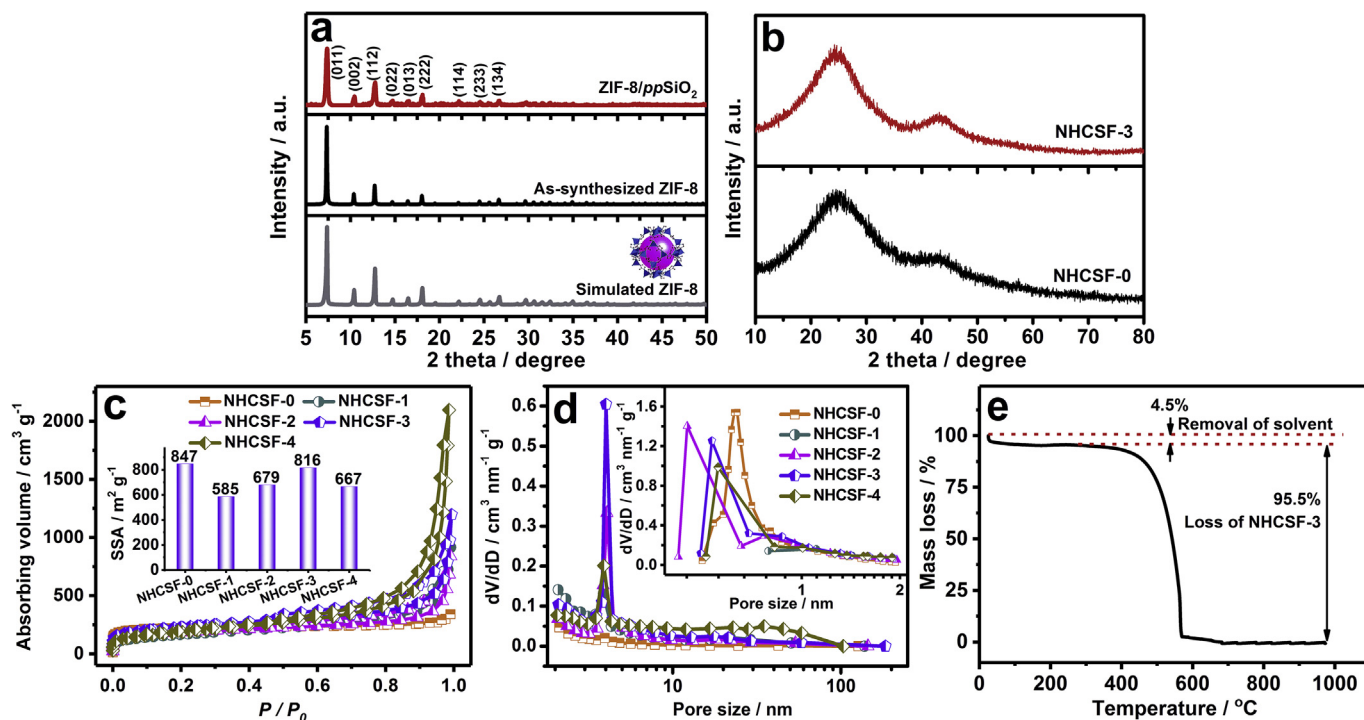 a
(011)
(002)
(112)
(022)
(013)
(222)
(114)
(233)
(134)
ZIF-8/ppSiO2
As-synthesized ZIF-8
Simulated ZIF-8
Intensity / a.u.
5 10 15 20 25 30 35 40 45 50
2 theta / degree
b
NHCSF-3
NHCSF-0
Intensity / a.u.
10 20 30 40 50 60 70 80
2 theta / degree
c
NHCSF-0 NHCSF-1
NHCSF-2 NHCSF-3
NHCSF-4
Absorbing volume / cm3 g-1
2250
2000
1750
1500
1250
1000
750
500
250
0
SSA / m2 g-1
800
600
400
200
0
847
585
679
816
667
NHCSF-0
NHCSF-1
NHCSF-2
NHCSF-3
NHCSF-4
0.0 0.2 0.4 0.6 0.8 1.0
P / P0
d
dV/dD / cm3 nm-1 g-1
0.6
0.5
0.4
0.3
0.2
0.1
0.0
dV/dD / cm3 nm-1 g-1
1.6
1.2
0.8
0.4
0.0
NHCSF-0
NHCSF-1
NHCSF-2
NHCSF-3
NHCSF-4
1 2
Pore size / nm
10 100
Pore size / nm
e
4.5%
Removal of solvent
95.5%
Loss of NHCSF-3
Mass loss / %
100
75
50
25
0
0 200 400 600 800 1000
Temperature / °C